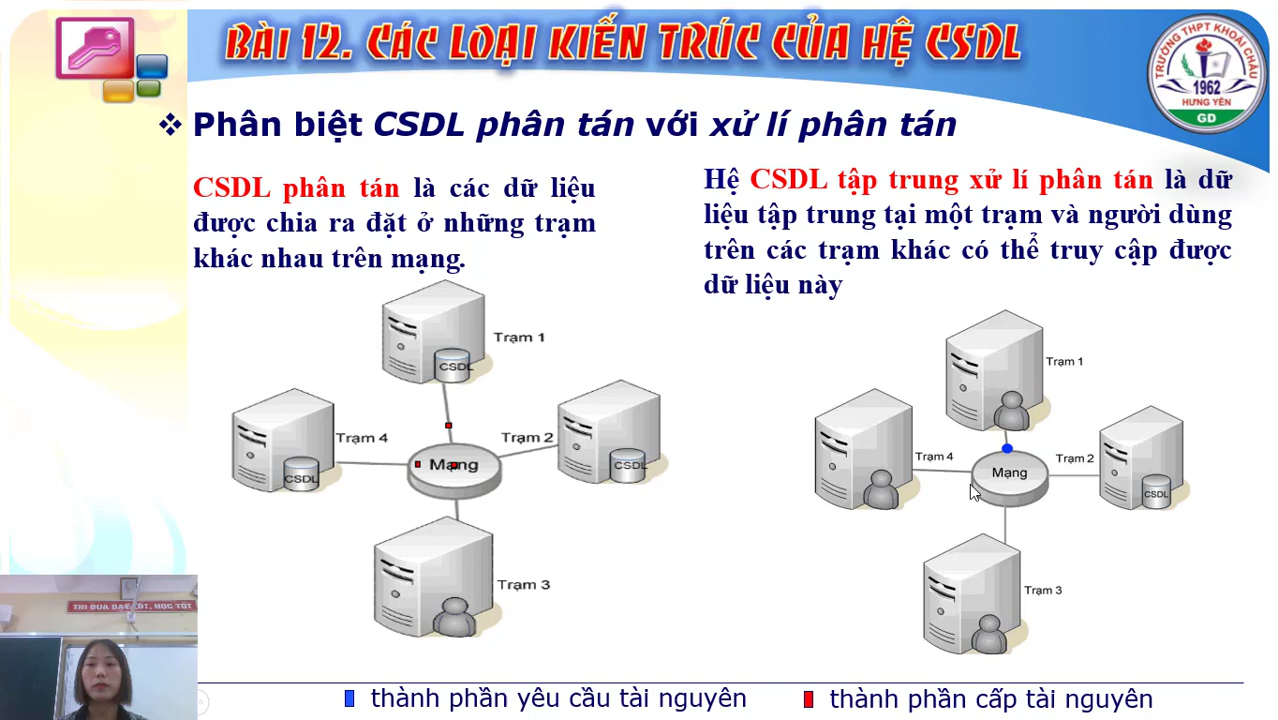 BÀI 12. CÁC LOẠI KIẾN TRÚC CỦA HỆ CSDL
TRƯỜNG THPT KHOÁI CHÂU
1962
HƯNG YÊN
GD
Phân biệt CSDL phân tán với xử lí phân tán
CSDL phân tán là các dữ liệu
được chia ra đặt ở những trạm
khác nhau trên mạng.
Hệ CSDL tập trung xử lí phân tán là dữ
liệu tập trung tại một trạm và người dùng
trên các trạm khác có thể truy cập được
dữ liệu này
Trạm 1
CSDL
Trạm 4
CSDL
Mạng
Trạm 2
CSDL
Trạm 3
Trạm 1
Trạm 4
Mạng
Trạm 2
CSDL
Trạm 3
THI ĐUA DẠY TỐT, HỌC TỐT
thành phần yêu cầu tài nguyên
thành phần cấp tài nguyên